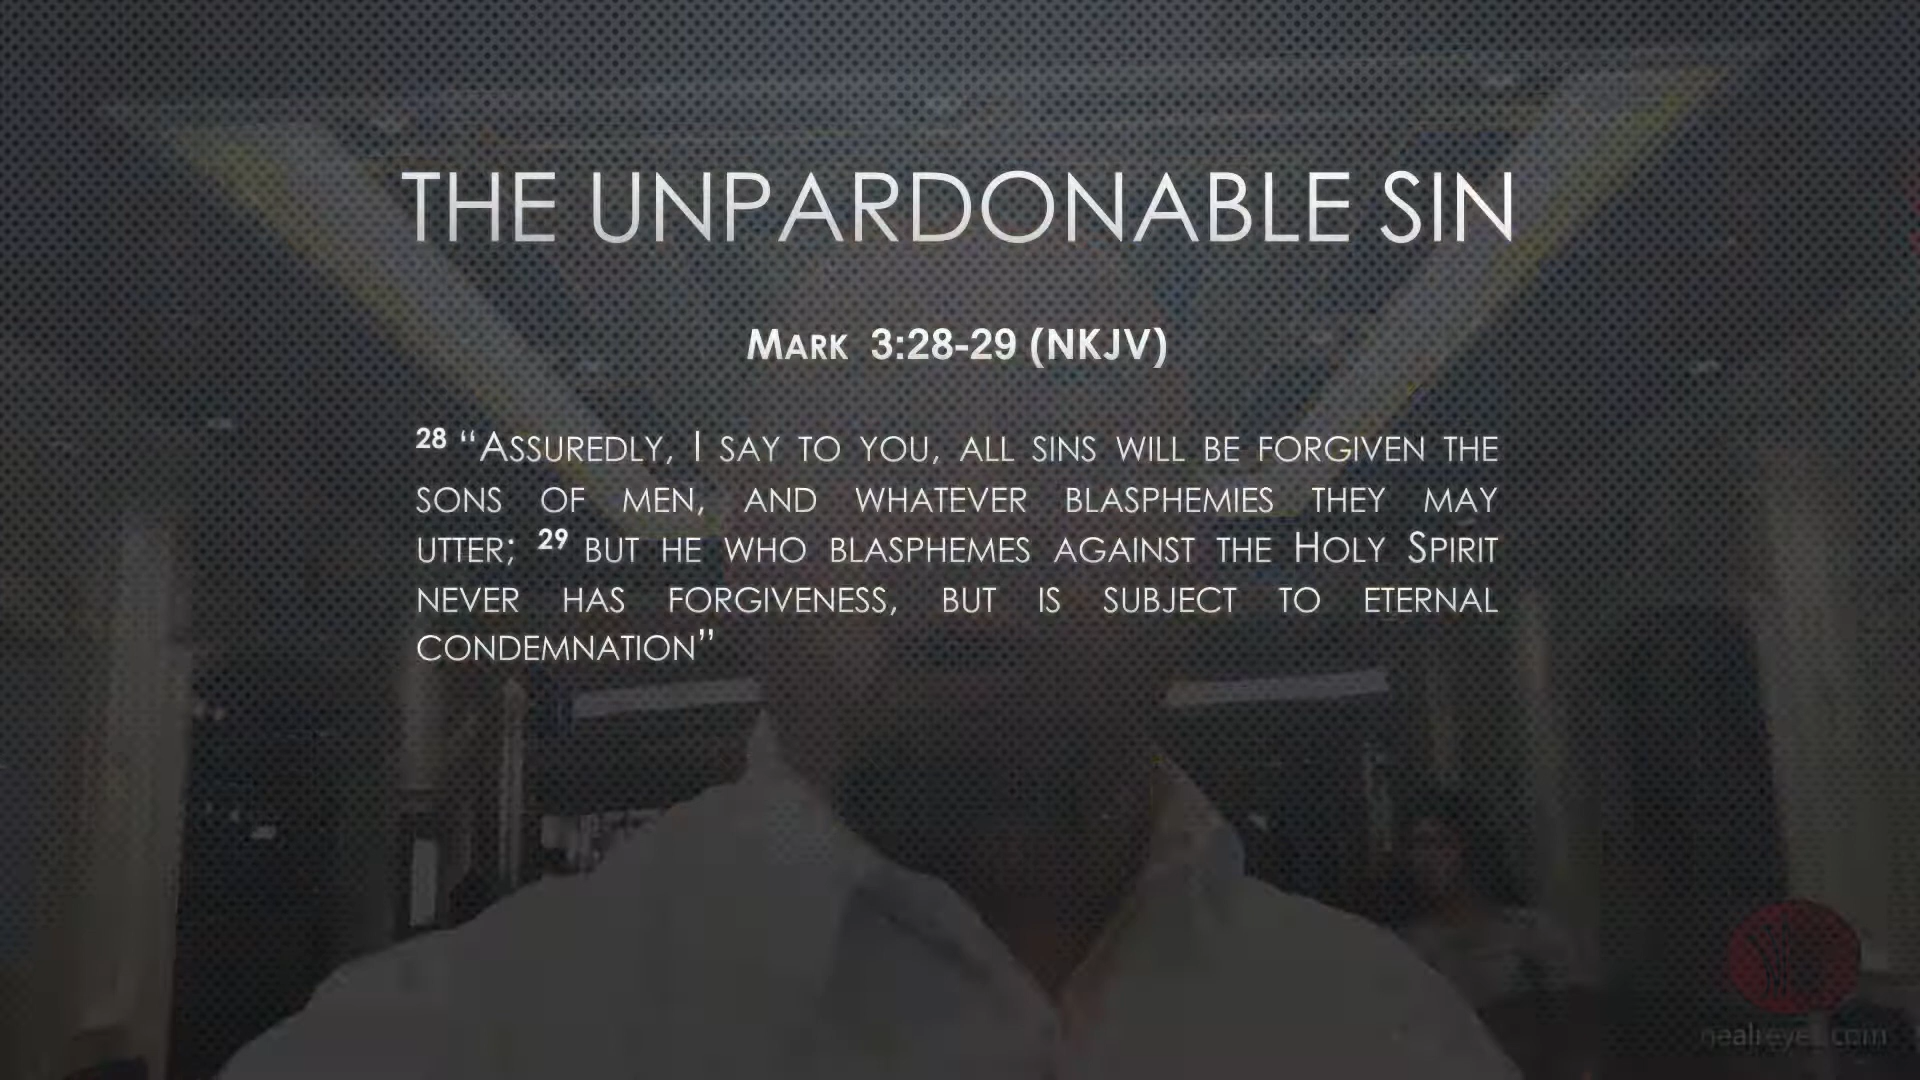 THE UNPARDONABLE SIN
MARK 3:28-29 (NKJV)
28 “ASSUREDLY, I SAY TO YOU, ALL SINS WILL BE FORGIVEN THE
SONS OF MEN, AND WHATEVER BLASPHEMIES THEY MAY
UTTER; 29 BUT HE WHO BLASPHEMES AGAINST THE HOLY SPIRIT
NEVER HAS FORGIVENESS, BUT IS SUBJECT TO ETERNAL
CONDEMNATION”
nealreyes.com